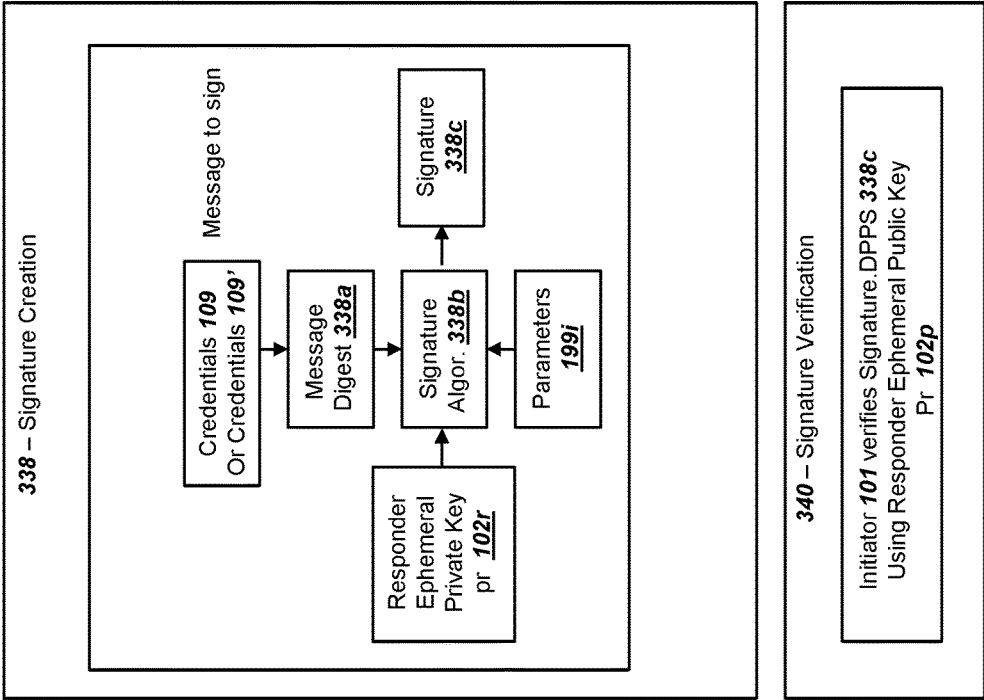 338 – Signature Creation
Message to sign
Credentials 109
Or Credentials 109'
Message
Digest 338a
Responder
Ephemeral
Private Key
pr 102r
Signature
Algor. 338b
Signature
338c
Parameters
199i
340 – Signature Verification
Initiator 101 verifies Signature.DPPS 338c
Using Responder Ephemeral Public Key
Pr 102p